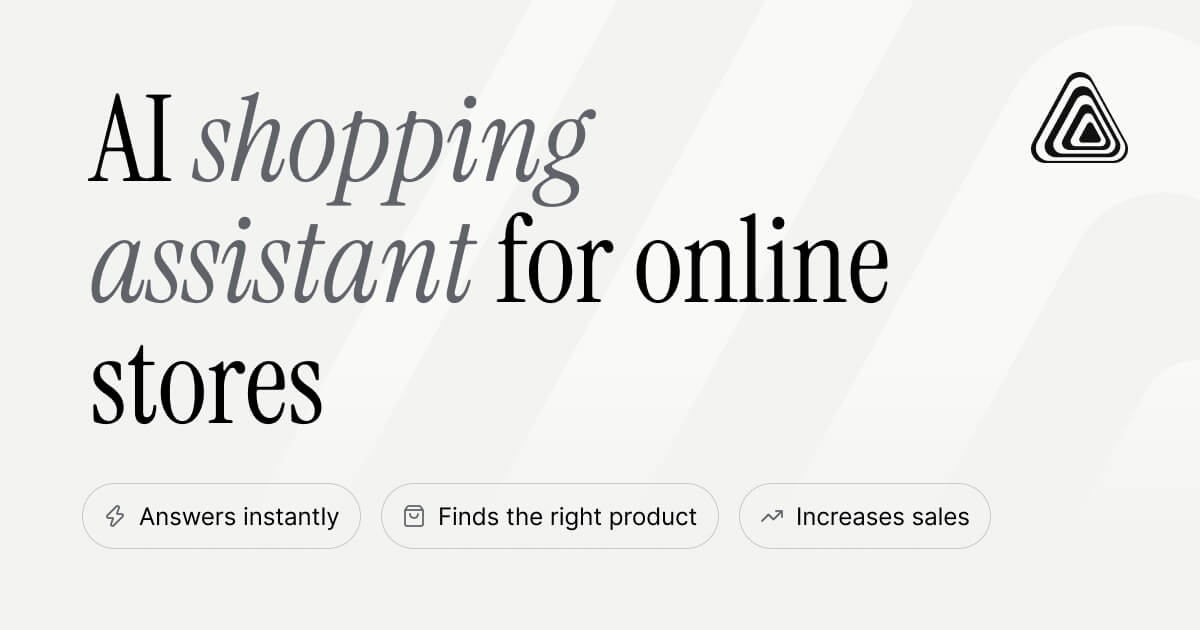 AI shopping
assistant for online
stores
Answers instantly
Finds the right product
Increases sales